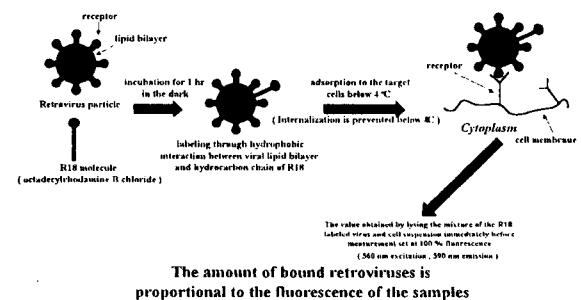 receptor
lipid bilayer
Retrovirus particle
R18 molecule
( octadecylrhodamine B chloride )
incubation for 1 hr
in the dark
labeling through hydrophobic
interaction between viral lipid bilayer
and hydrocarbon chain of R18
adsorption to the target
cells below 4 °C
( Internalization is prevented below 4C )
receptor
Cytoplasm
cell membrane
The value obtained by lysing the mixture of the R18
labeled virus and cell suspension immediately before
measurement set at 100 % fluorescence
( 560 nm excitation , 590 nm emission )
The amount of bound retroviruses is
proportional to the fluorescence of the samples